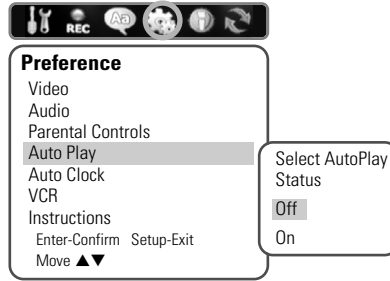 REC Aa i
Preference
Video
Audio
Parental Controls
Auto Play
Auto Clock
VCR
Instructions
Enter-Confirm Setup-Exit
Move ▲▼
Select AutoPlay
Status
Off
On